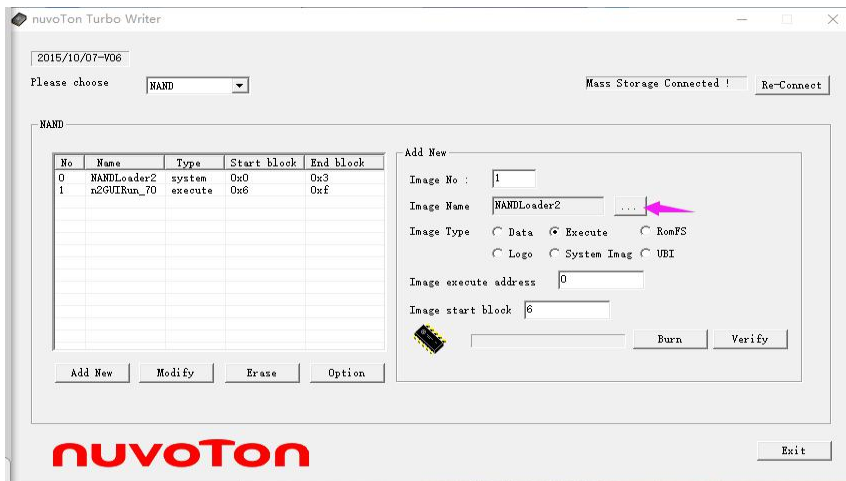 nuvoTon Turbo Writer
2015/10/07-V06
Please choose
NAND
Mass Storage Connected !
Re-Connect
NAND
No Name Type Start block End block
0 NANDLoader2 system 0x0 0x3
1 n2GUIRun_70 execute 0x6 0xf
Add New
Image No : 1
Image Name NANDLoader2 ...
Image Type Data Execute RomFS
Logo System Imag UBI
Image execute address 0
Image start block 6
Burn Verify
Add New Modify Erase Option
nuvoTon
Exit